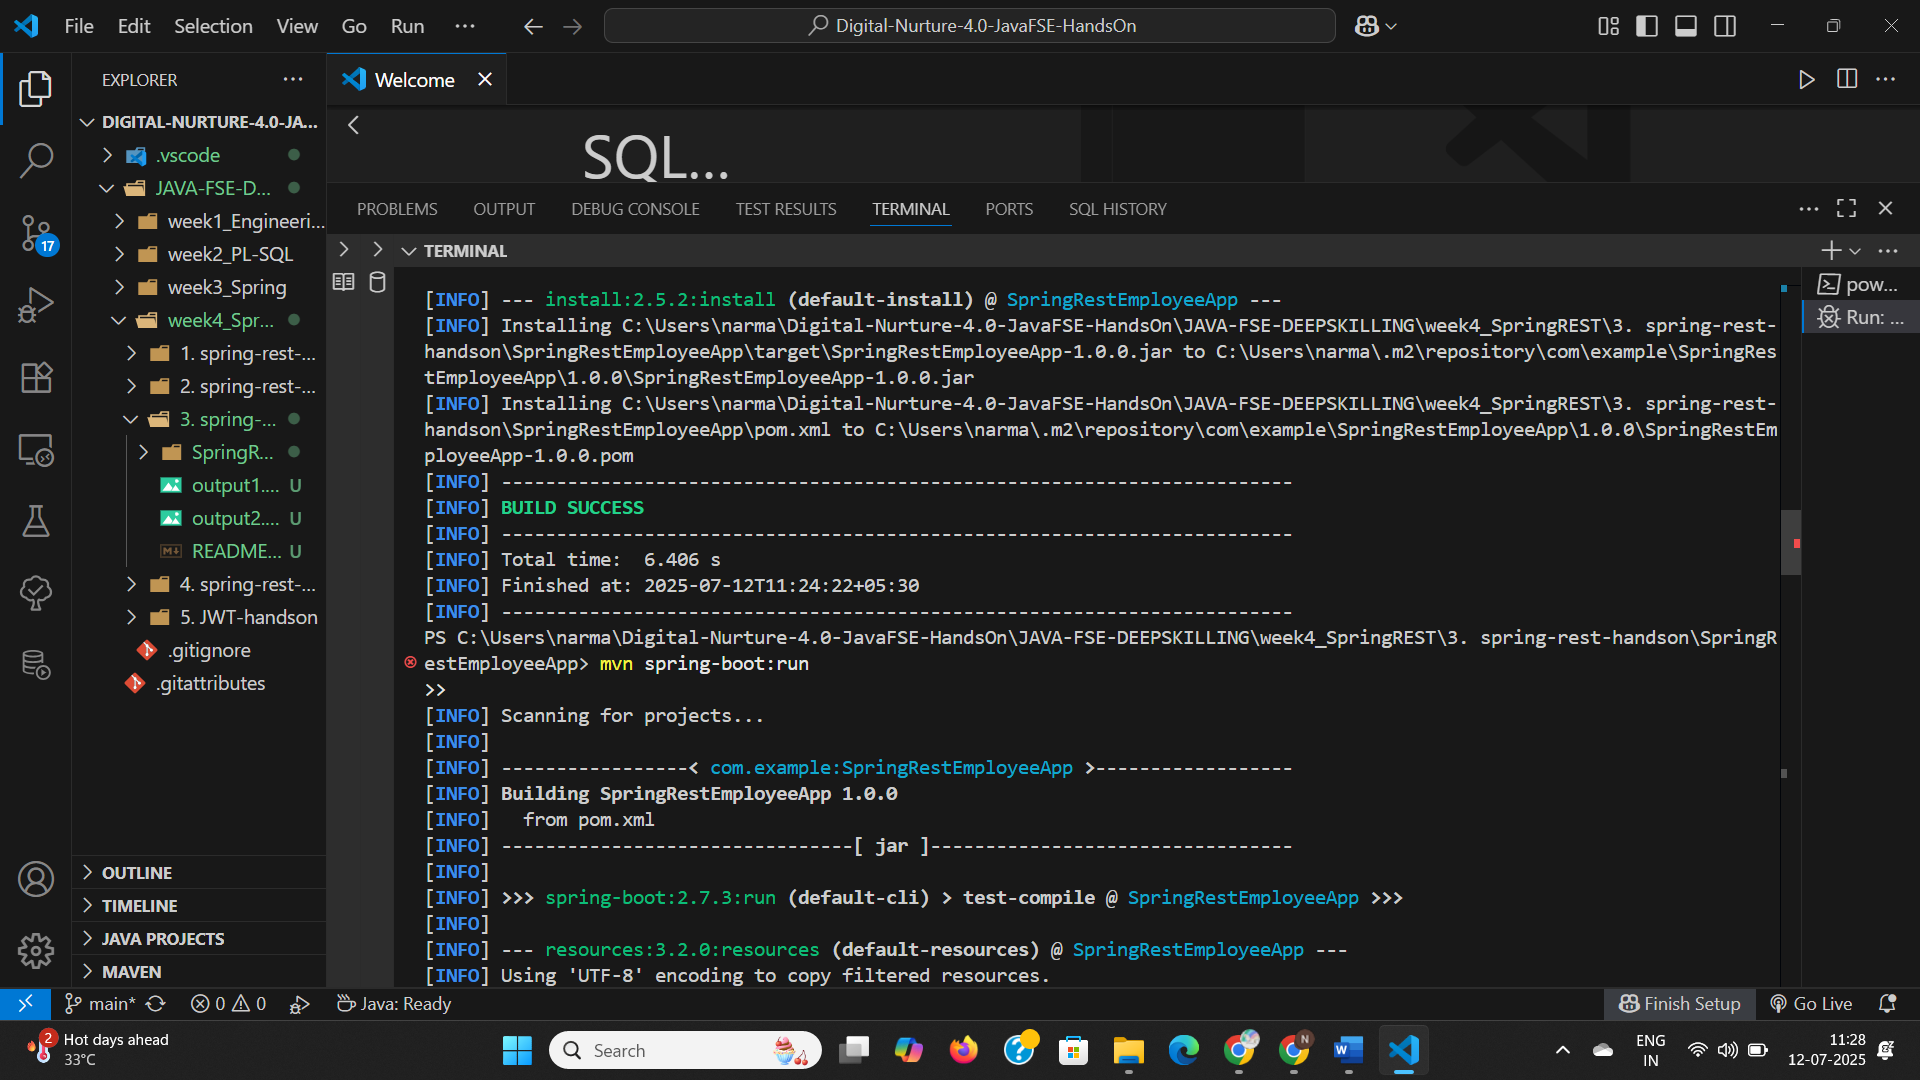 File Edit Selection View Go Run ··· Digital-Nurture-4.0-JavaFSE-HandsOn
EXPLORER ···
Welcome
DIGITAL-NURTURE-4.0-JA...
.vscode
JAVA-FSE-D...
week1_Engineeri...
week2_PL-SQL
week3_Spring
week4_Spr...
1. spring-rest-...
2. spring-rest-...
3. spring-...
SpringR...
output1.... U
output2.... U
README... U
4. spring-rest-...
5. JWT-handson
.gitignore
.gitattributes
17
OUTLINE
TIMELINE
JAVA PROJECTS
MAVEN
SQL...
PROBLEMS OUTPUT DEBUG CONSOLE TEST RESULTS TERMINAL PORTS SQL HISTORY
TERMINAL
pow...
Run: ...
[INFO] --- install:2.5.2:install (default-install) @ SpringRestEmployeeApp ---
[INFO] Installing C:\Users\narma\Digital-Nurture-4.0-JavaFSE-HandsOn\JAVA-FSE-DEEPSKILLING\week4_SpringREST\3. spring-rest-
handson\SpringRestEmployeeApp\target\SpringRestEmployeeApp-1.0.0.jar to C:\Users\narma\.m2\repository\com\example\SpringRes
tEmployeeApp\1.0.0\SpringRestEmployeeApp-1.0.0.jar
[INFO] Installing C:\Users\narma\Digital-Nurture-4.0-JavaFSE-HandsOn\JAVA-FSE-DEEPSKILLING\week4_SpringREST\3. spring-rest-
handson\SpringRestEmployeeApp\pom.xml to C:\Users\narma\.m2\repository\com\example\SpringRestEmployeeApp\1.0.0\SpringRestEm
ployeeApp-1.0.0.pom
[INFO] ------------------------------------------------------------------------
[INFO] BUILD SUCCESS
[INFO] ------------------------------------------------------------------------
[INFO] Total time:  6.406 s
[INFO] Finished at: 2025-07-12T11:24:22+05:30
[INFO] ------------------------------------------------------------------------
PS C:\Users\narma\Digital-Nurture-4.0-JavaFSE-HandsOn\JAVA-FSE-DEEPSKILLING\week4_SpringREST\3. spring-rest-handson\SpringR
estEmployeeApp> mvn spring-boot:run
>>
[INFO] Scanning for projects...
[INFO]
[INFO] -----------------< com.example:SpringRestEmployeeApp >------------------
[INFO] Building SpringRestEmployeeApp 1.0.0
[INFO]   from pom.xml
[INFO] --------------------------------[ jar ]---------------------------------
[INFO]
[INFO] >>> spring-boot:2.7.3:run (default-cli) > test-compile @ SpringRestEmployeeApp >>>
[INFO]
[INFO] --- resources:3.2.0:resources (default-resources) @ SpringRestEmployeeApp ---
[INFO] Using 'UTF-8' encoding to copy filtered resources.
main* 0 0 Java: Ready Finish Setup Go Live
2 Hot days ahead
33°C
Search
N
W
ENG
IN
11:28
12-07-2025